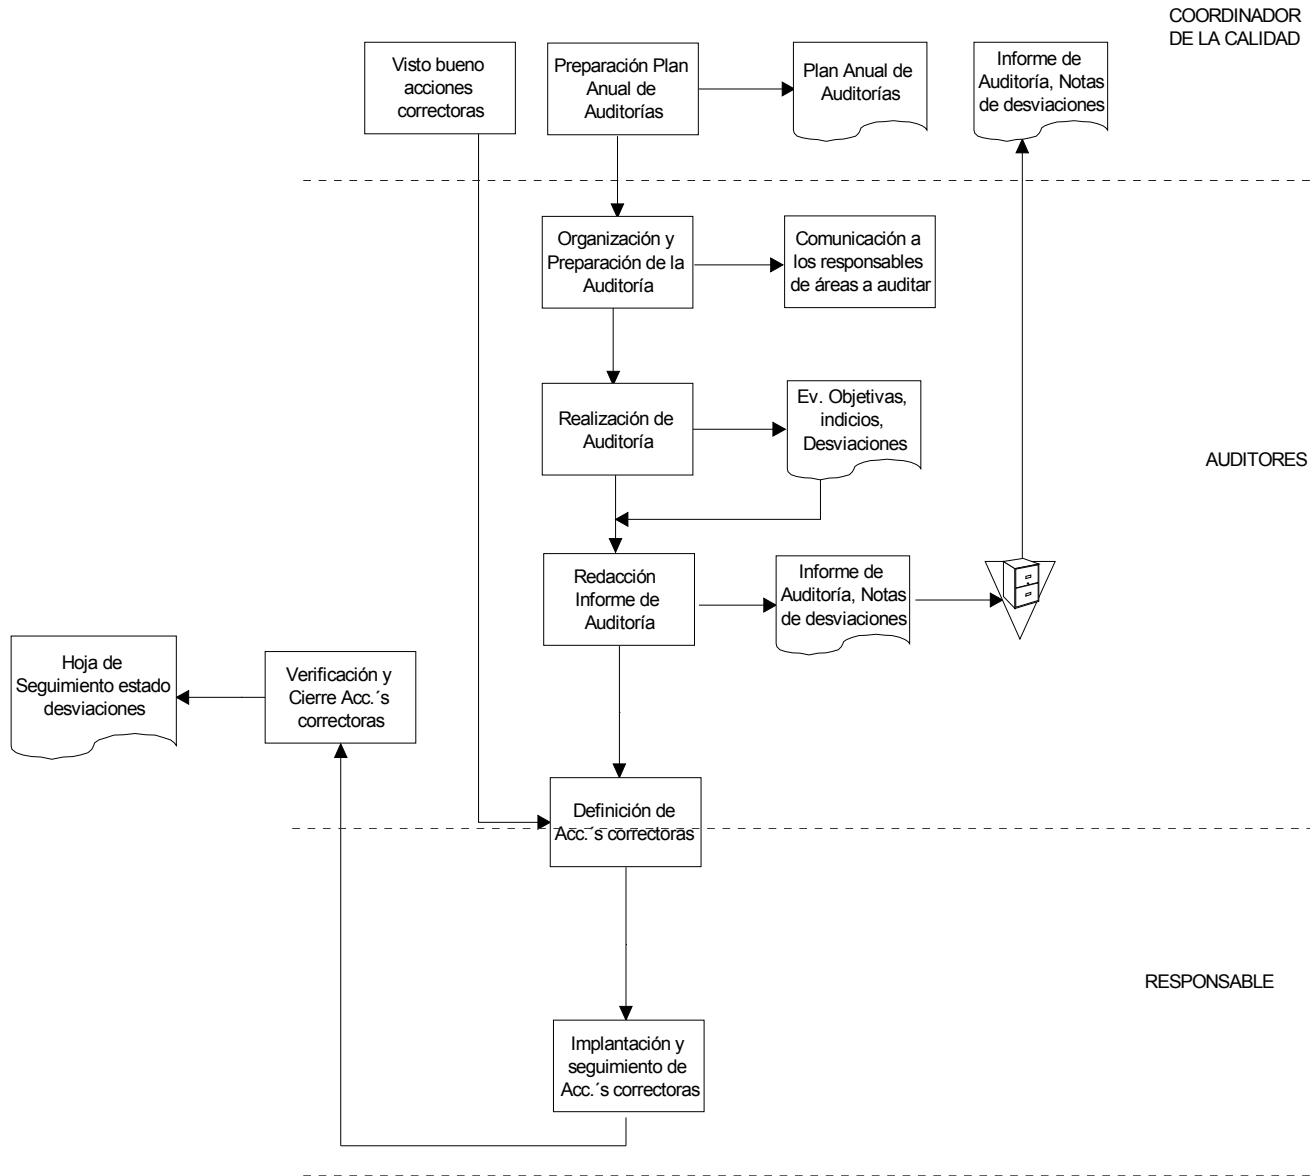 COORDINADOR
DE LA CALIDAD
Visto bueno
acciones
correctoras
Preparación Plan
Anual de
Auditorías
Plan Anual de
Auditorías
Informe de
Auditoría, Notas
de desviaciones
Organización y
Preparación de la
Auditoría
Comunicación a
los responsables
de áreas a auditar
Realización de
Auditoría
Ev. Objetivas,
indicios,
Desviaciones
AUDITORES
Redacción
Informe de
Auditoría
Informe de
Auditoría, Notas
de desviaciones
Hoja de
Seguimiento estado
desviaciones
Verificación y
Cierre Acc.´s
correctoras
Definición de
Acc.´s correctoras
RESPONSABLE
Implantación y
seguimiento de
Acc.´s correctoras